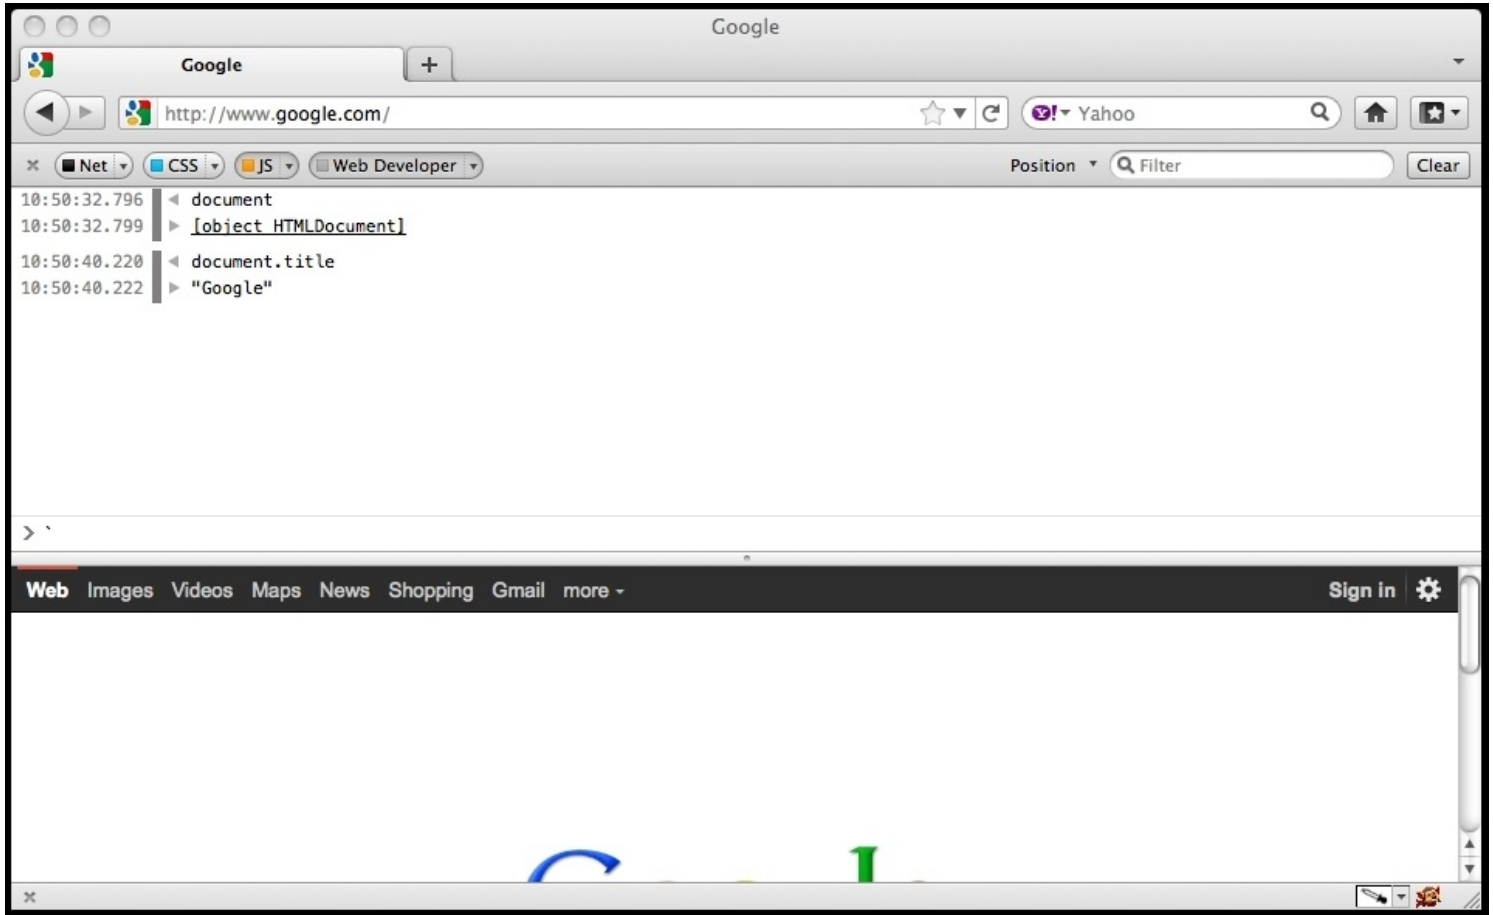 Google
Google
http://www.google.com/
Yahoo
Net CSS JS Web Developer Position Filter Clear
10:50:32.796 document
10:50:32.799 [object HTMLDocument]
10:50:40.220 document.title
10:50:40.222 "Google"
> `
Web Images Videos Maps News Shopping Gmail more Sign in